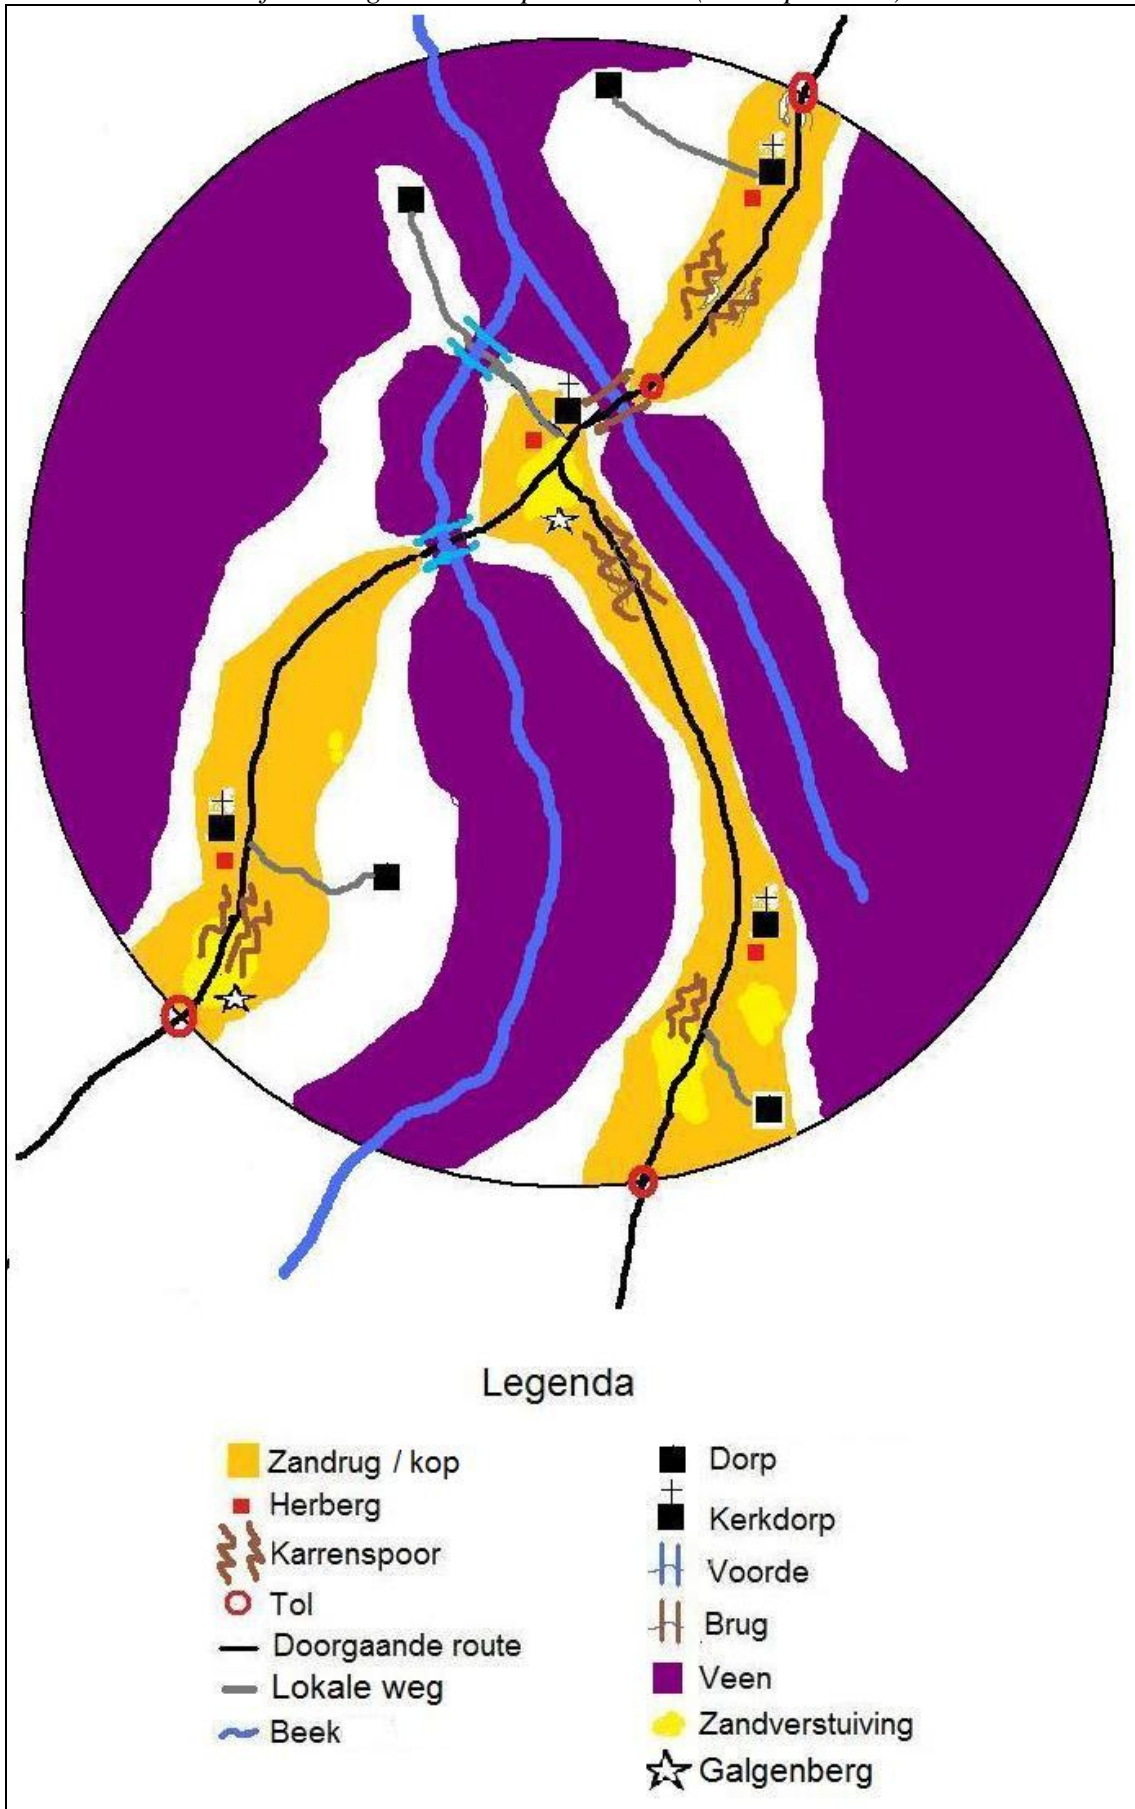 Legenda
Zandrug / kop
Herberg
Karrenspoor
Tol
Doorgaande route
Lokale weg
Beek
Dorp
Kerkdorp
Voorde
Brug
Veen
Zandverstuiving
Galgenberg